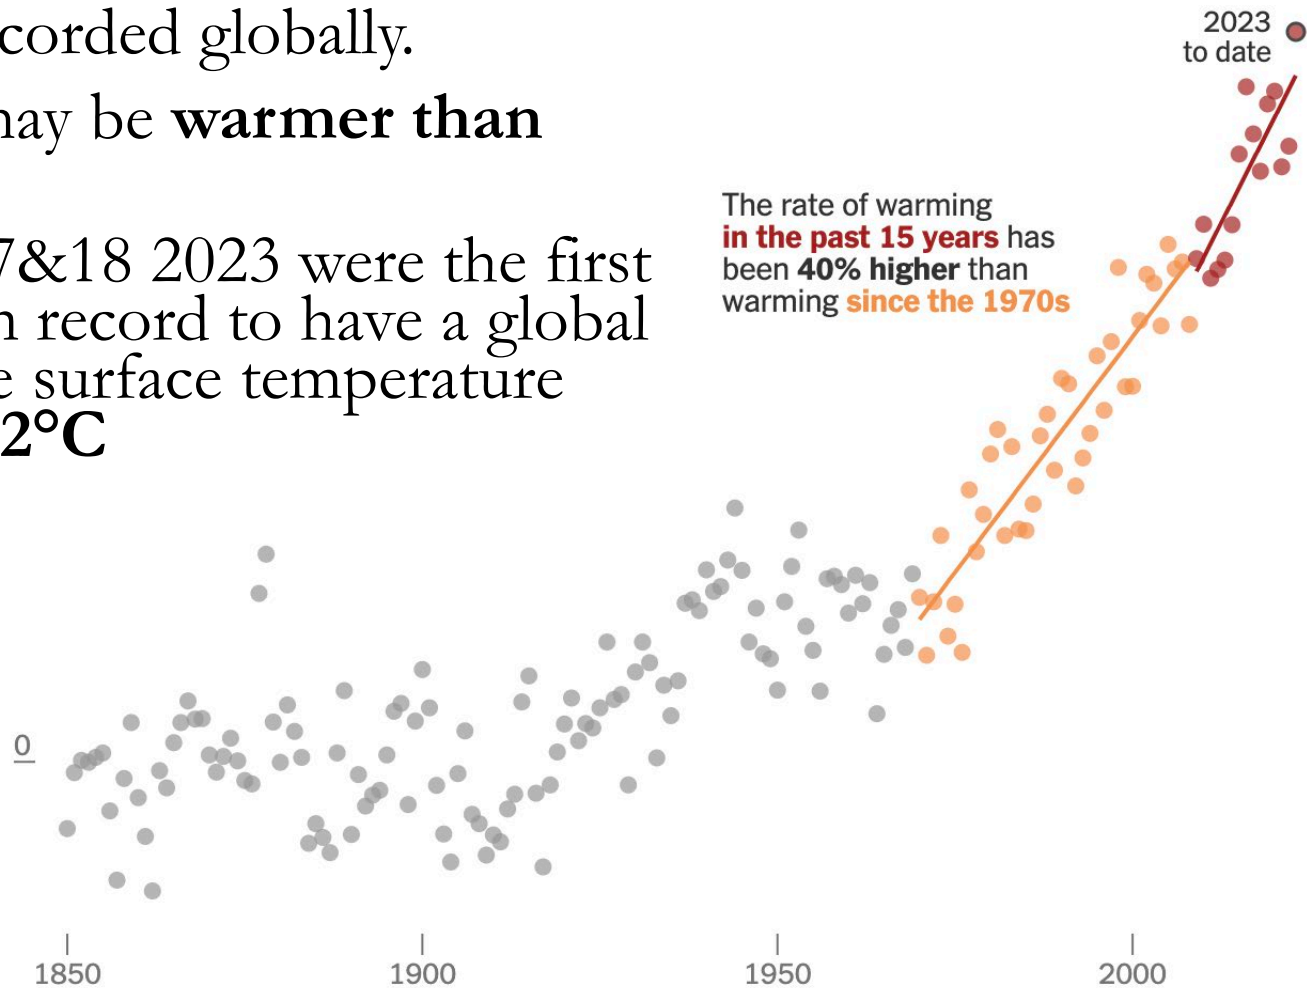 corded globally.
may be warmer than
7&18 2023 were the first
record to have a global
surface temperature
2°C
2023
to date
The rate of warming
in the past 15 years has
been 40% higher than
warming since the 1970s
0
1850
1900
1950
2000